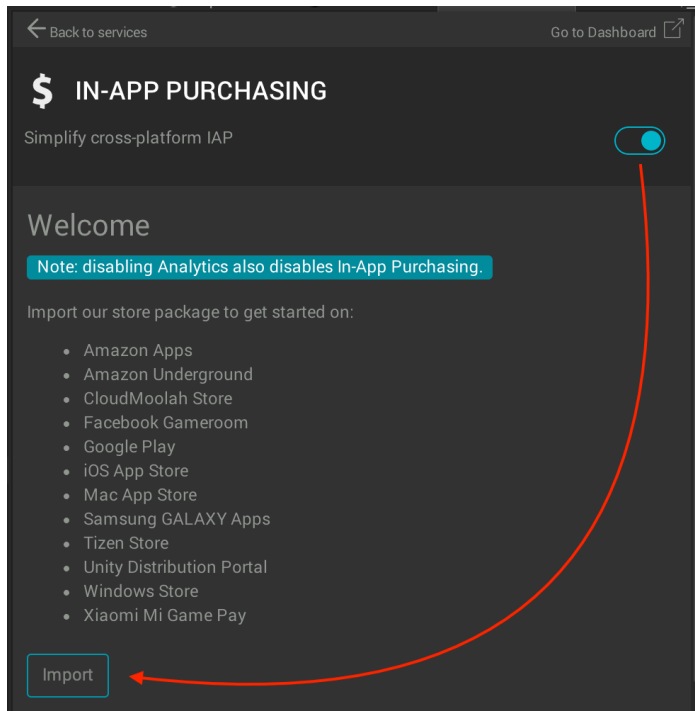 Back to services
Go to Dashboard
$ IN-APP PURCHASING
Simplify cross-platform IAP
Welcome
Note: disabling Analytics also disables In-App Purchasing.
Import our store package to get started on:
• Amazon Apps
• Amazon Underground
• CloudMoolah Store
• Facebook Gameroom
• Google Play
• iOS App Store
• Mac App Store
• Samsung GALAXY Apps
• Tizen Store
• Unity Distribution Portal
• Windows Store
• Xiaomi Mi Game Pay
Import